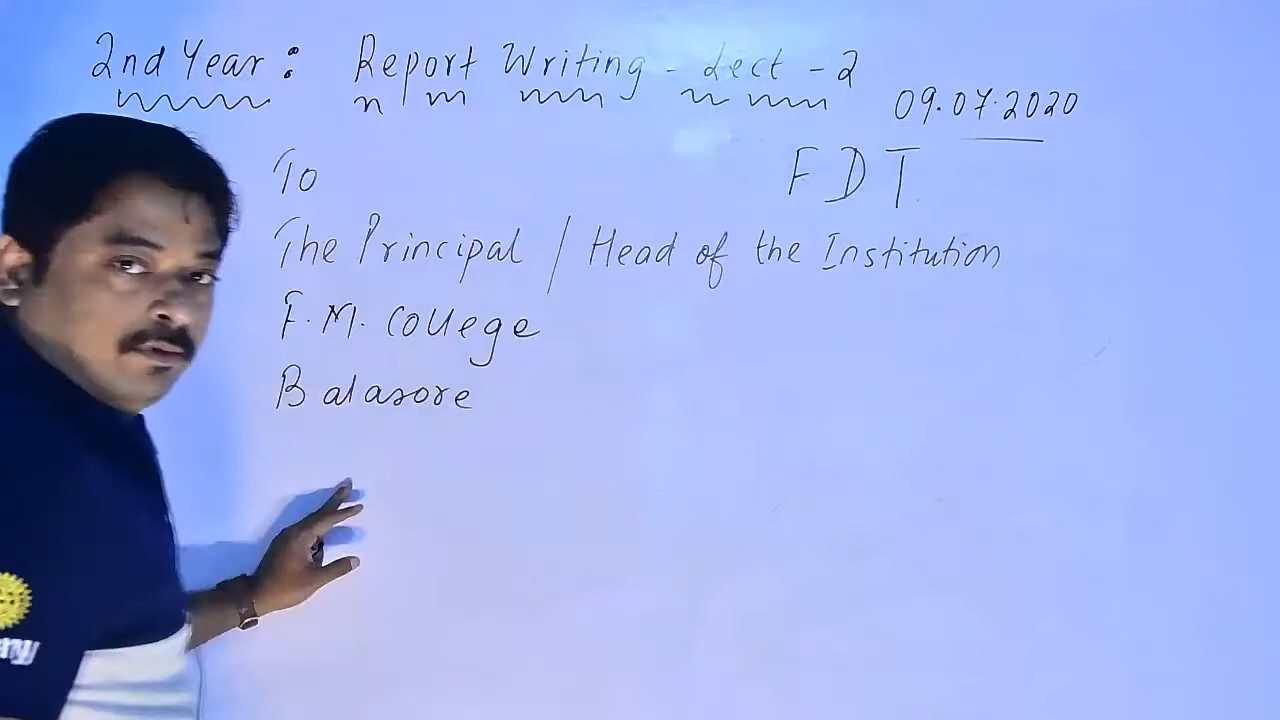 2nd Year: Report Writing - Lect - 2
09.07.2020
To
FDT
The Principal / Head of the Institution
F.M. College
Balasore